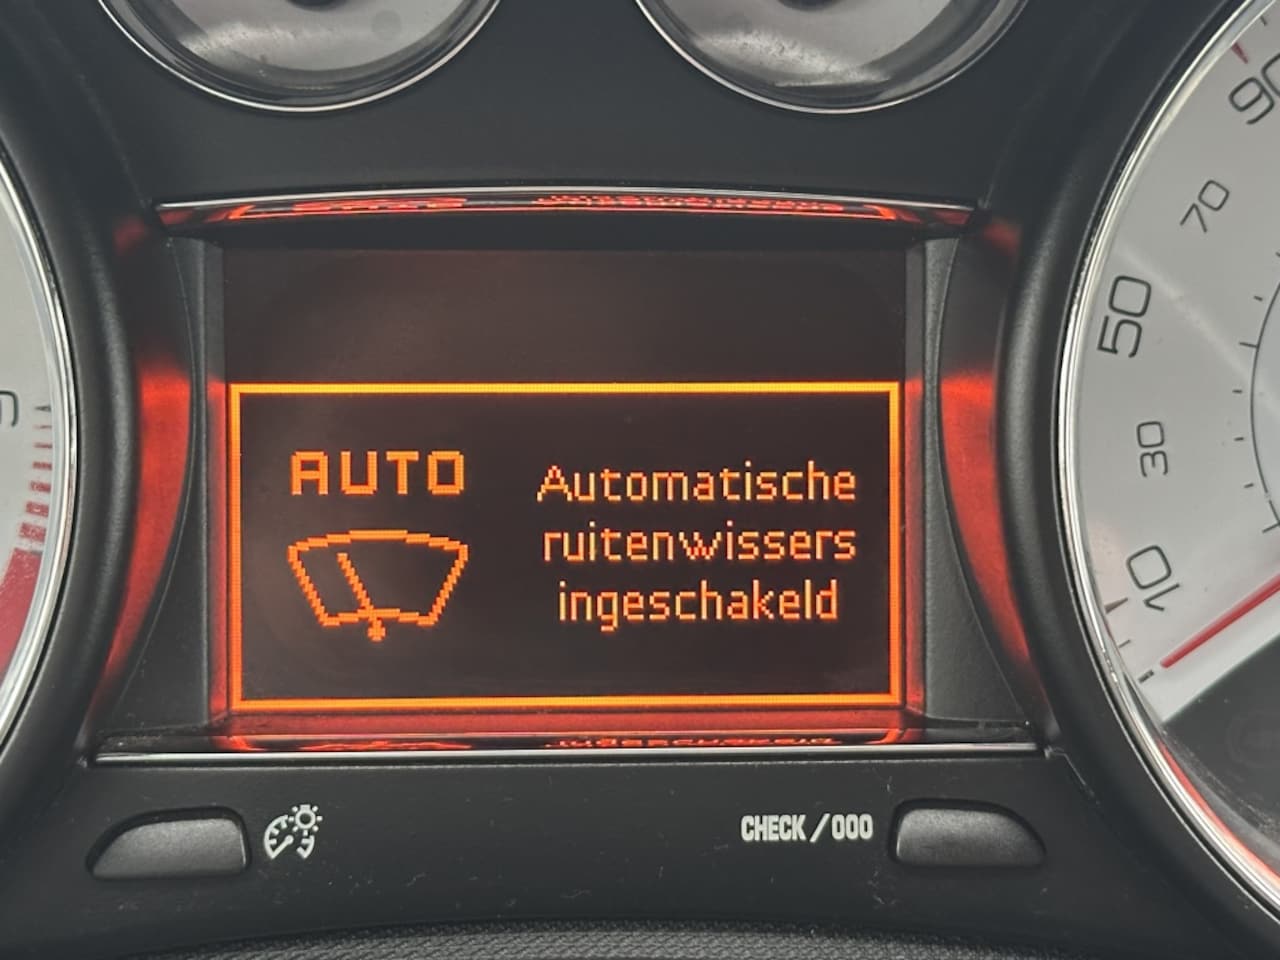 90
70
50
30
10
AUTO
Automatische
ruitenwissers
ingeschakeld
CHECK/000